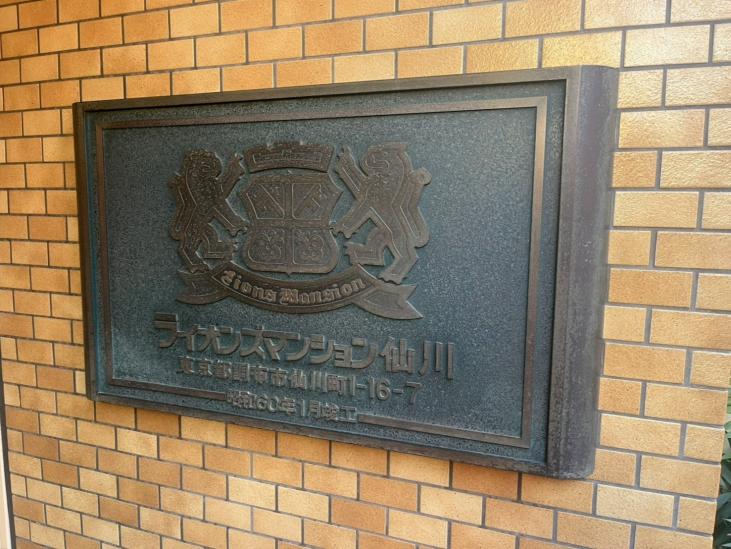 Lions Mansion
ライオンズマンション仙川
東京都調布市仙川町1-16-7
昭和60年1月竣工